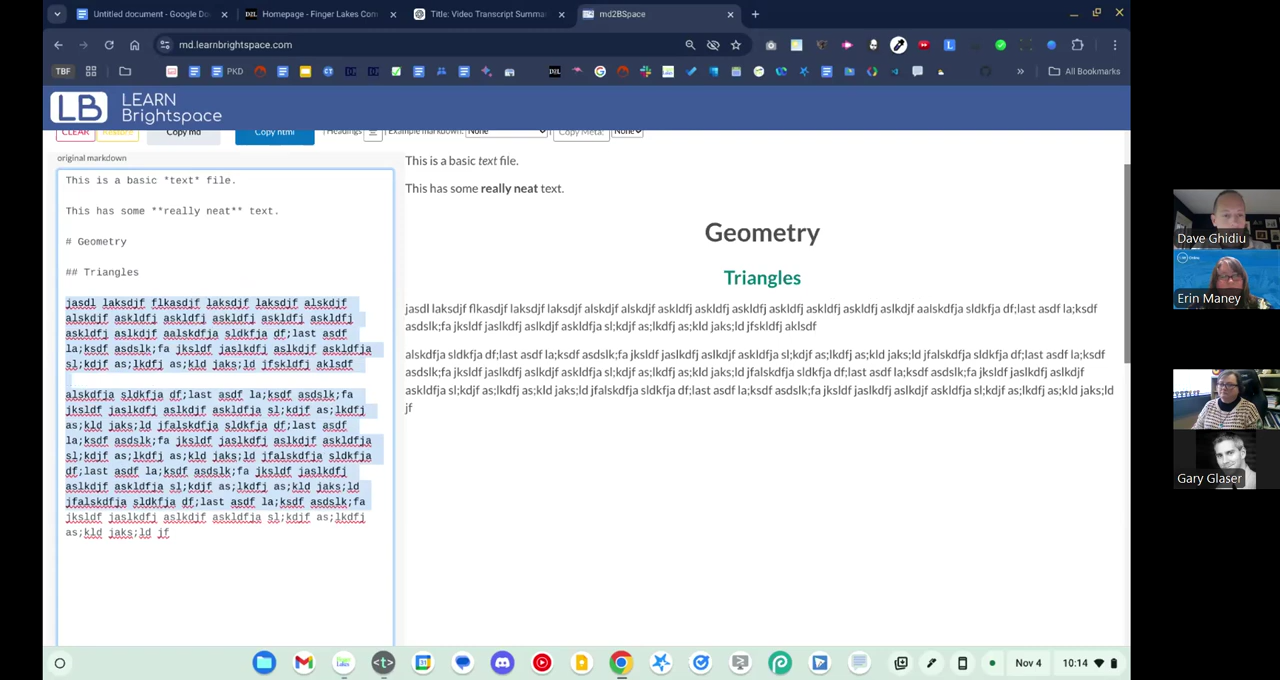 Untitled document - Google Do
Homepage - Finger Lakes Con
Title: Video Transcript Summa
md2BSpace
md.learnbrightspace.com
TBF
PKD
All Bookmarks
LB LEARN
Brightspace
CLEAR Restore Copy md Copy html Headings Example markdown: None Copy Meta: None
original markdown
This is a basic *text* file.
This has some **really neat** text.
# Geometry
## Triangles
jasdl laksdjf flkasdjf laksdjf laksdjf alskdjf
alskdjf askldfj askldfj askldfj askldfj askldfj
askldfj aslkdjf aalskdfja sldkfja df;last asdf
la;ksdf asdslk;fa jksldf jaslkdfj aslkdjf askldfja
sl;kdjf as;lkdfj as;kld jaks;ld jfskldfj aklsdf
alskdfja sldkfja df;last asdf la;ksdf asdslk;fa
jksldf jaslkdfj aslkdjf askldfja sl;kdjf as;lkdfj
as;kld jaks;ld jfalskdfja sldkfja df;last asdf
la;ksdf asdslk;fa jksldf jaslkdfj aslkdjf askldfja
sl;kdjf as;lkdfj as;kld jaks;ld jfalskdfja sldkfja
df;last asdf la;ksdf asdslk;fa jksldf jaslkdfj
aslkdjf askldfja sl;kdjf as;lkdfj as;kld jaks;ld
jfalskdfja sldkfja df;last asdf la;ksdf asdslk;fa
jksldf jaslkdfj aslkdjf askldfja sl;kdjf as;lkdfj
as;kld jaks;ld jf
This is a basic text file.
This has some really neat text.
Geometry
Triangles
jasdl laksdjf flkasdjf laksdjf laksdjf alskdjf alskdjf askldfj askldfj askldfj askldfj askldfj askldfj aslkdjf aalskdfja sldkfja df;last asdf la;ksdf
asdslk;fa jksldf jaslkdfj aslkdjf askldfja sl;kdjf as;lkdfj as;kld jaks;ld jfskldfj aklsdf
alskdfja sldkfja df;last asdf la;ksdf asdslk;fa jksldf jaslkdfj aslkdjf askldfja sl;kdjf as;lkdfj as;kld jaks;ld jfalskdfja sldkfja df;last asdf la;ksdf
asdslk;fa jksldf jaslkdfj aslkdjf askldfja sl;kdjf as;lkdfj as;kld jaks;ld jfalskdfja sldkfja df;last asdf la;ksdf asdslk;fa jksldf jaslkdfj aslkdjf
askldfja sl;kdjf as;lkdfj as;kld jaks;ld jfalskdfja sldkfja df;last asdf la;ksdf asdslk;fa jksldf jaslkdfj aslkdjf askldfja sl;kdjf as;lkdfj as;kld jaks;ld
jf
Dave Ghidiu
Erin Maney
Gary Glaser
Nov 4
10:14